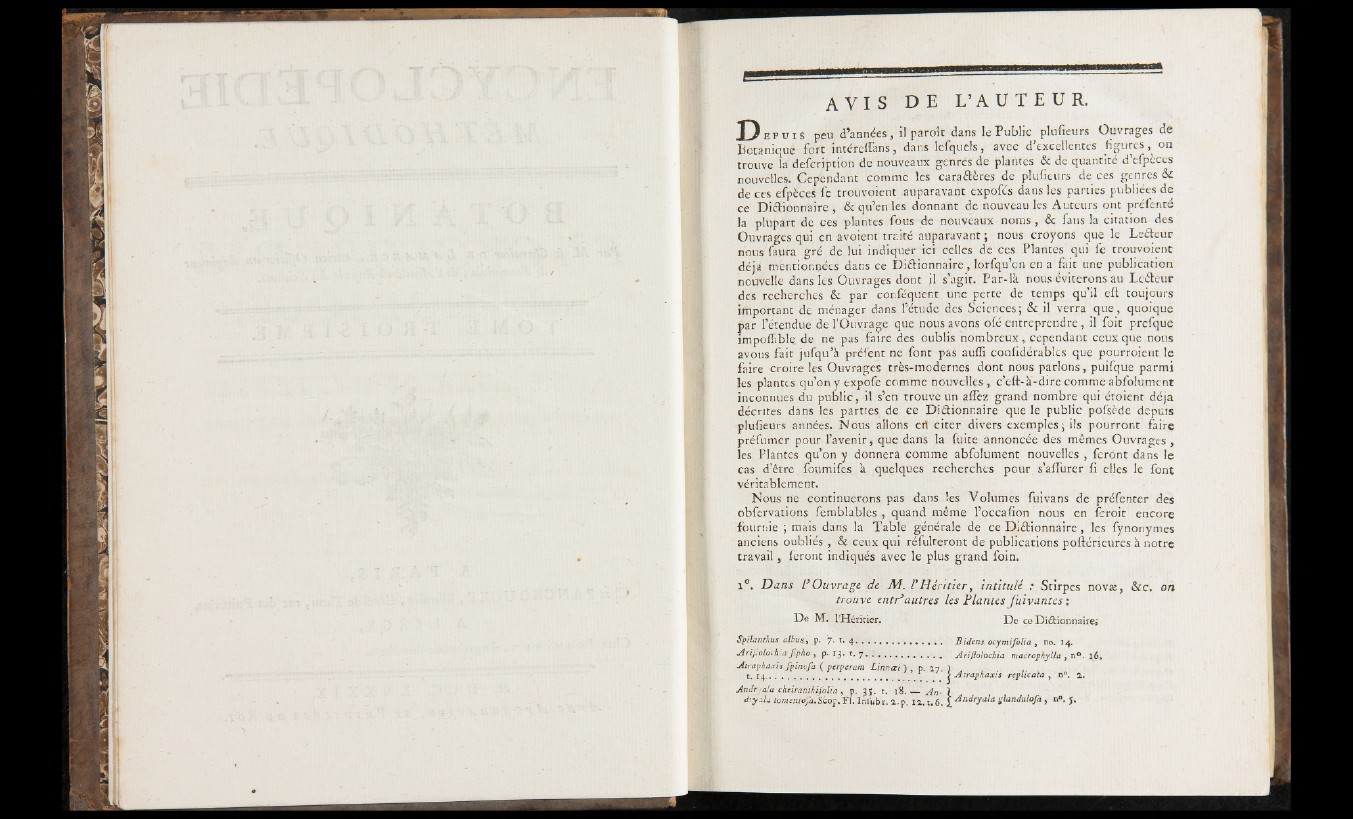 AVIS DE L'AUTEUR.
DEPUIS peu d'années, il paroît dans le Public pluſieurs Ouvrages de
Botanique fort intéreſſans, dans leſquels, avec d'excellentes figures, on
trouve la deſcription de nouveaux genres de plantes & de quantité d'eſpèces
nouvelles. Cependant comme les caractères de pluſieurs de ces genres &
de ces eſpèces ſe trouvoient auparavant expoſés dans les parties publiées de
ce Dictionnaire, & qu'en les donnant de nouveau les Auteurs ont préſenté
la plupart de ces plantes ſous de nouveaux noms, & ſans la citation des
Ouvrages qui en avoient traité auparavant; nous croyons que le Lecteur
nous ſaura gré de lui indiquer ici celles de ces Plantes qui ſe trouvoient
déja mentionnées dans ce Dictionnaire, lorſqu'on en a fait une publication
nouvelle dans les Ouvrages dont il s'agit. Par-là nous éviterons au Lecteur
des recherches & par conſéquent une perte de temps qu'il eſt toujours
important de ménager dans l'étude des Sciences; & il verra que, quoique
par l'étendue de l'Ouvrage que nous avons oſé entreprendre, il ſoit preſque
impoſſible de ne pas faire des oublis nombreux, cependant ceux que nous
avons fait juſqu'à préſent ne ſont pas auſſi conſidérables que pourroient le
faire croire les Ouvrages très-modernes dont nous parlons, puiſque parmi
les plantes qu'on y expoſe comme nouvelles, c'eſt-à-dire comme abſolument
inconnues du public, il s'en trouve un aſſez grand nombre qui étoient déja
décrites dans les parties de ce Dictionnaire que le public poſsède depuis
pluſieurs années. Nous allons en citer divers exemples; ils pourront faire
préſumer pour l'avenir, que dans la ſuite annoncée des mêmes Ouvrages,
les Plantes qu'on y donnera comme abſolument nouvelles, ſeront dans le
cas d'être ſoumiſes à quelques recherches pour s'aſſurer ſi elles le ſont
véritablement.
Nous ne continuerons pas dans les Volumes ſuivans de préſenter des
obſervations ſemblables, quand même l'occaſion nous en ſeroit encore
fournie; mais dans la Table générale de ce Dictionnaire, les ſynonymes
anciens oubliés, & ceux qui réſulteront de publications poſtérieures à notre
travail, ſeront indiqués avec le plus grand ſoin.
1°. Dans l'Ouvrage de M. l'Héritier, intitulé : Stirpes novæ, &c. on
trouve entr'autres les Plantes ſuivantes :
De M. l'Héritier. De ce Dictionnaire;
Spilanthus albus, p. 7. t. 4............... Bidens ocymifolia, no. 14.
Ariſtolochia ſipho, p. 13. t. 7............. Ariſtolochia macrophylla, n°. 16.
Atraphaxis ſpinoſa (perperam Linnæi), p. 27. }
t. 14............................ } Atraphaxis replicata, n°. 2.
Andryala cheiranthifolia, p. 35. t. 18. — An- }
dryala tomentoſa. Scop. Fl. Inſubr. 2. p. 12. t. 6. } Andryala glanduloſa, n°. 5.